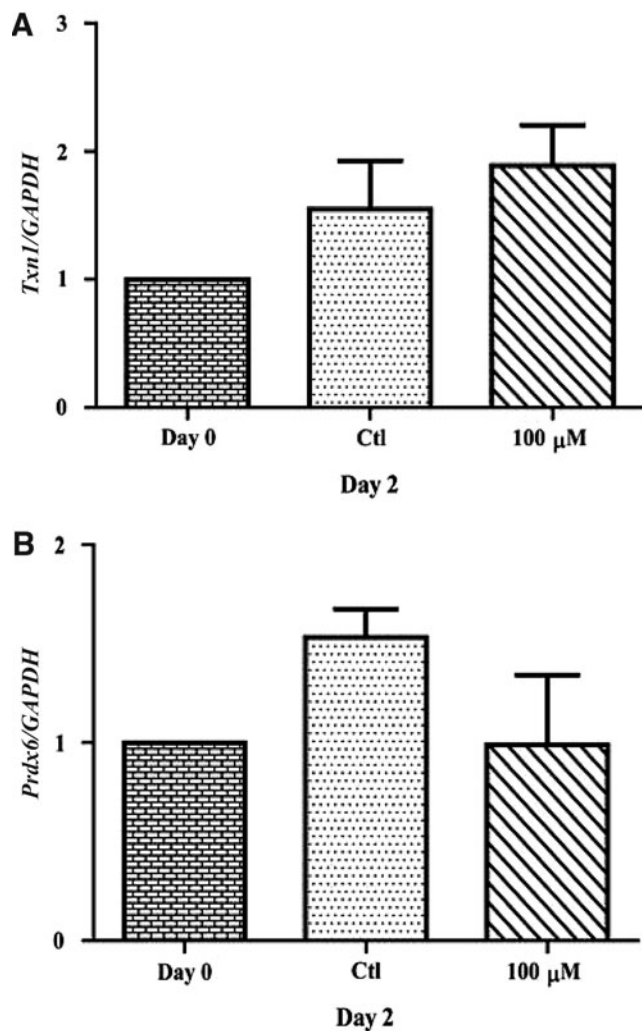 A
3
2
1
0
Txn1/GAPDH
Day 0 Ctl 100 μM
Day 2
B
2
1
0
Prdx6/GAPDH
Day 0 Ctl 100 μM
Day 2